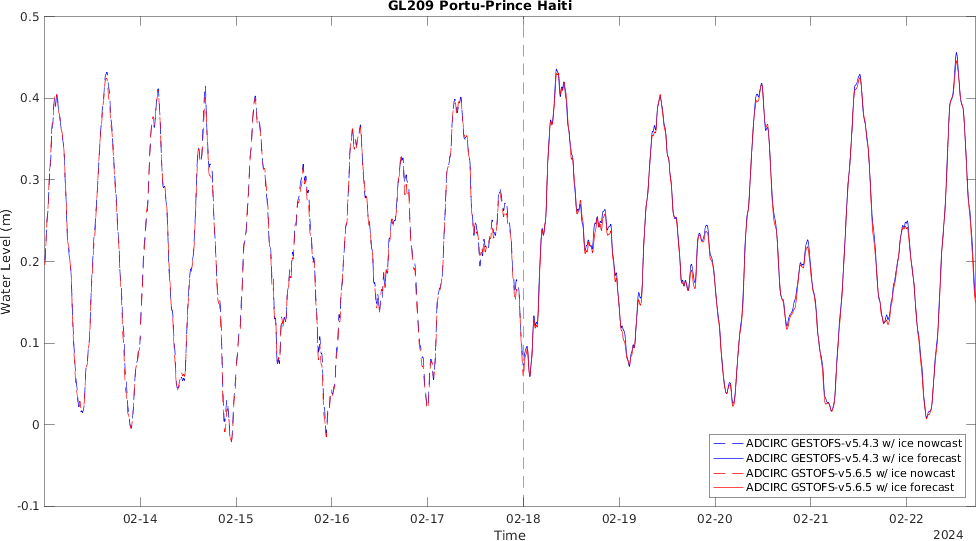 GL209 Portu-Prince Haiti
Water Level (m)
0.5
0.4
0.3
0.2
0.1
0
-0.1
02-14 02-15 02-16 02-17 02-18 02-19 02-20 02-21 02-22
Time
2024
ADCIRC GESTOFS-v5.4.3 w/ ice nowcast
ADCIRC GESTOFS-v5.4.3 w/ ice forecast
ADCIRC GSTOFS-v5.6.5 w/ ice nowcast
ADCIRC GSTOFS-v5.6.5 w/ ice forecast